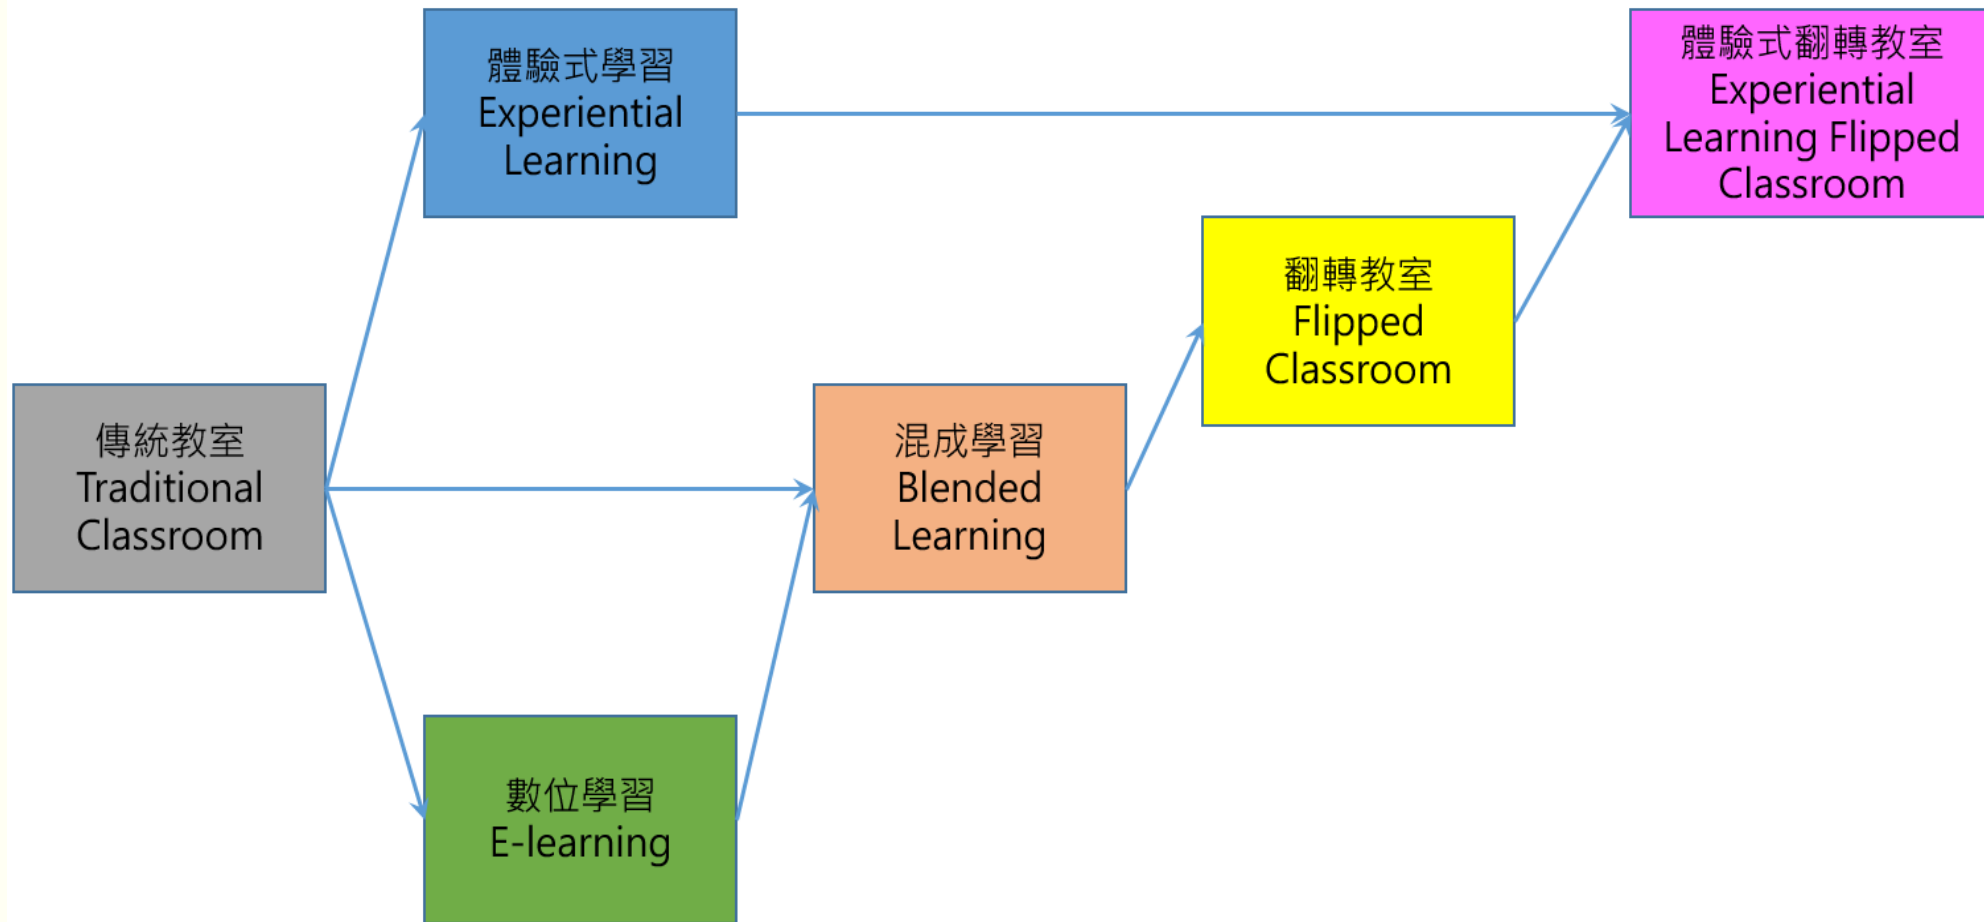 體驗式學習
Experiential
Learning
體驗式翻轉教室
Experiential
Learning Flipped
Classroom
翻轉教室
Flipped
Classroom
傳統教室
Traditional
Classroom
混成學習
Blended
Learning
數位學習
E-learning